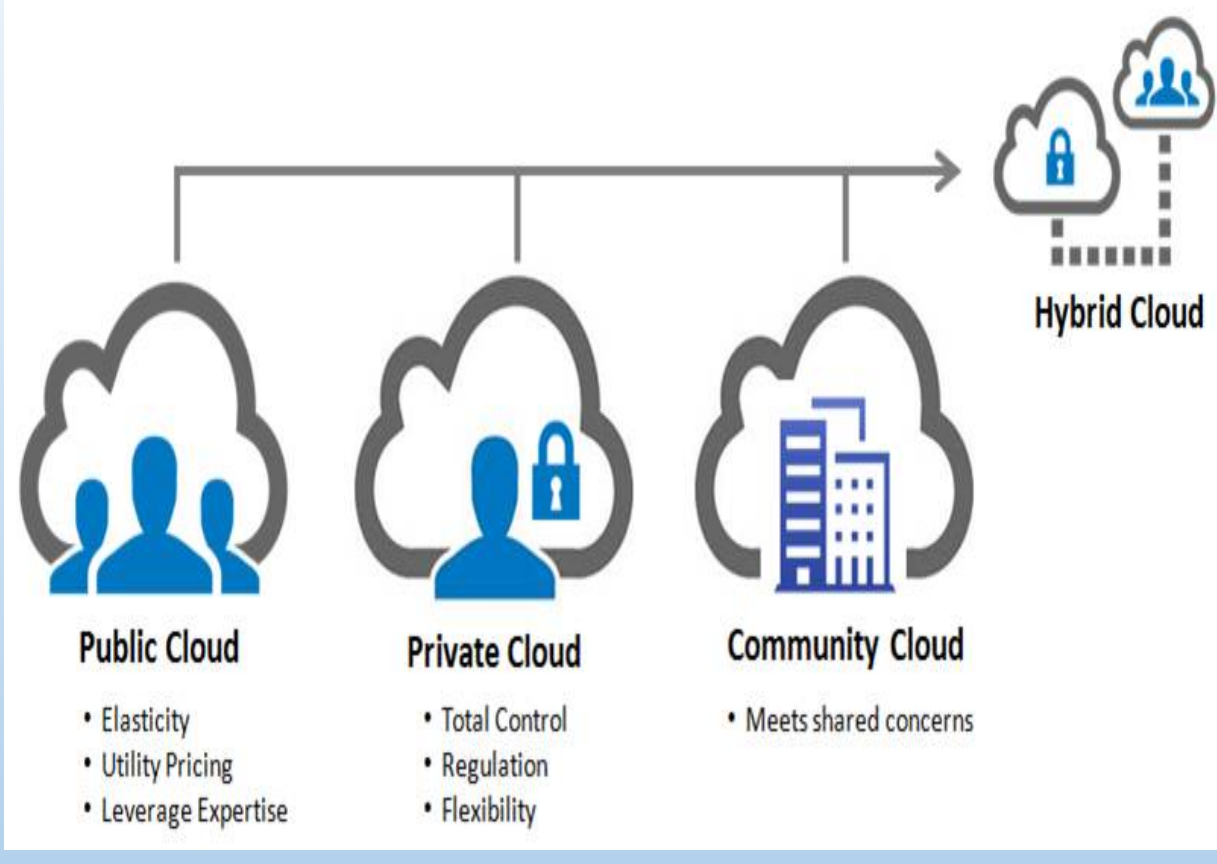 Hybrid Cloud
Public Cloud
• Elasticity
• Utility Pricing
• Leverage Expertise
Private Cloud
• Total Control
• Regulation
• Flexibility
Community Cloud
• Meets shared concerns